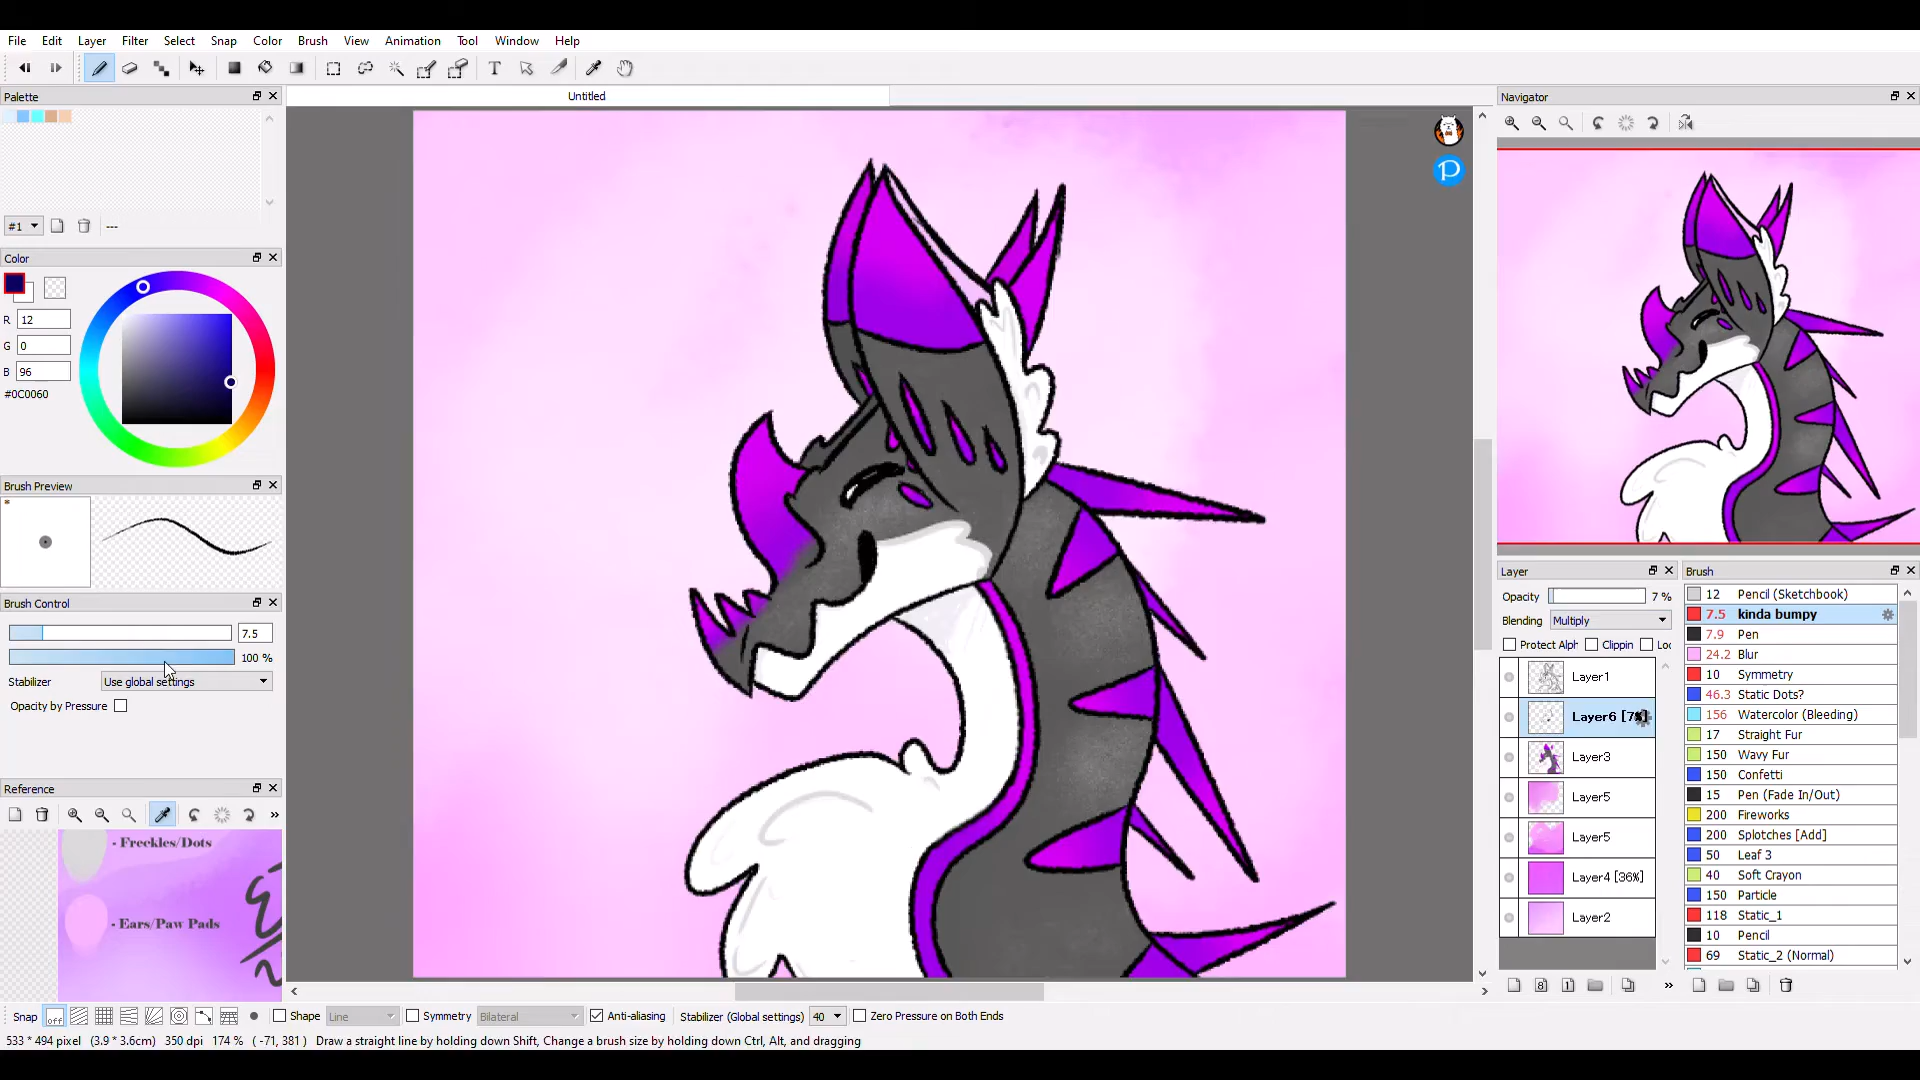 File Edit Layer Filter Select Snap Color Brush View Animation Tool Window Help
Palette
Untitled
Navigator
#1
---
Color
R 12
G 0
B 96
#0C0060
Brush Preview
Brush Control
7.5
100 %
Stabilizer Use global settings
Opacity by Pressure
Reference
- Freckles/Dots
- Ears/Paw Pads
Layer
Opacity 7 %
Blending Multiply
Protect Alph Clippin Loc
Layer1
Layer6 [7%]
Layer3
Layer5
Layer5
Layer4 [36%]
Layer2
Brush
12 Pencil (Sketchbook)
7.5 kinda bumpy
7.9 Pen
24.2 Blur
10 Symmetry
46.3 Static Dots?
156 Watercolor (Bleeding)
17 Straight Fur
150 Wavy Fur
150 Confetti
15 Pen (Fade In/Out)
200 Fireworks
200 Splotches [Add]
50 Leaf 3
40 Soft Crayon
150 Particle
118 Static_1
10 Pencil
69 Static_2 (Normal)
Snap off Shape Line Symmetry Bilateral Anti-aliasing Stabilizer (Global settings) 40 Zero Pressure on Both Ends
533 * 494 pixel (3.9 * 3.6cm) 350 dpi 174 % ( -71, 381 ) Draw a straight line by holding down Shift, Change a brush size by holding down Ctrl, Alt, and dragging